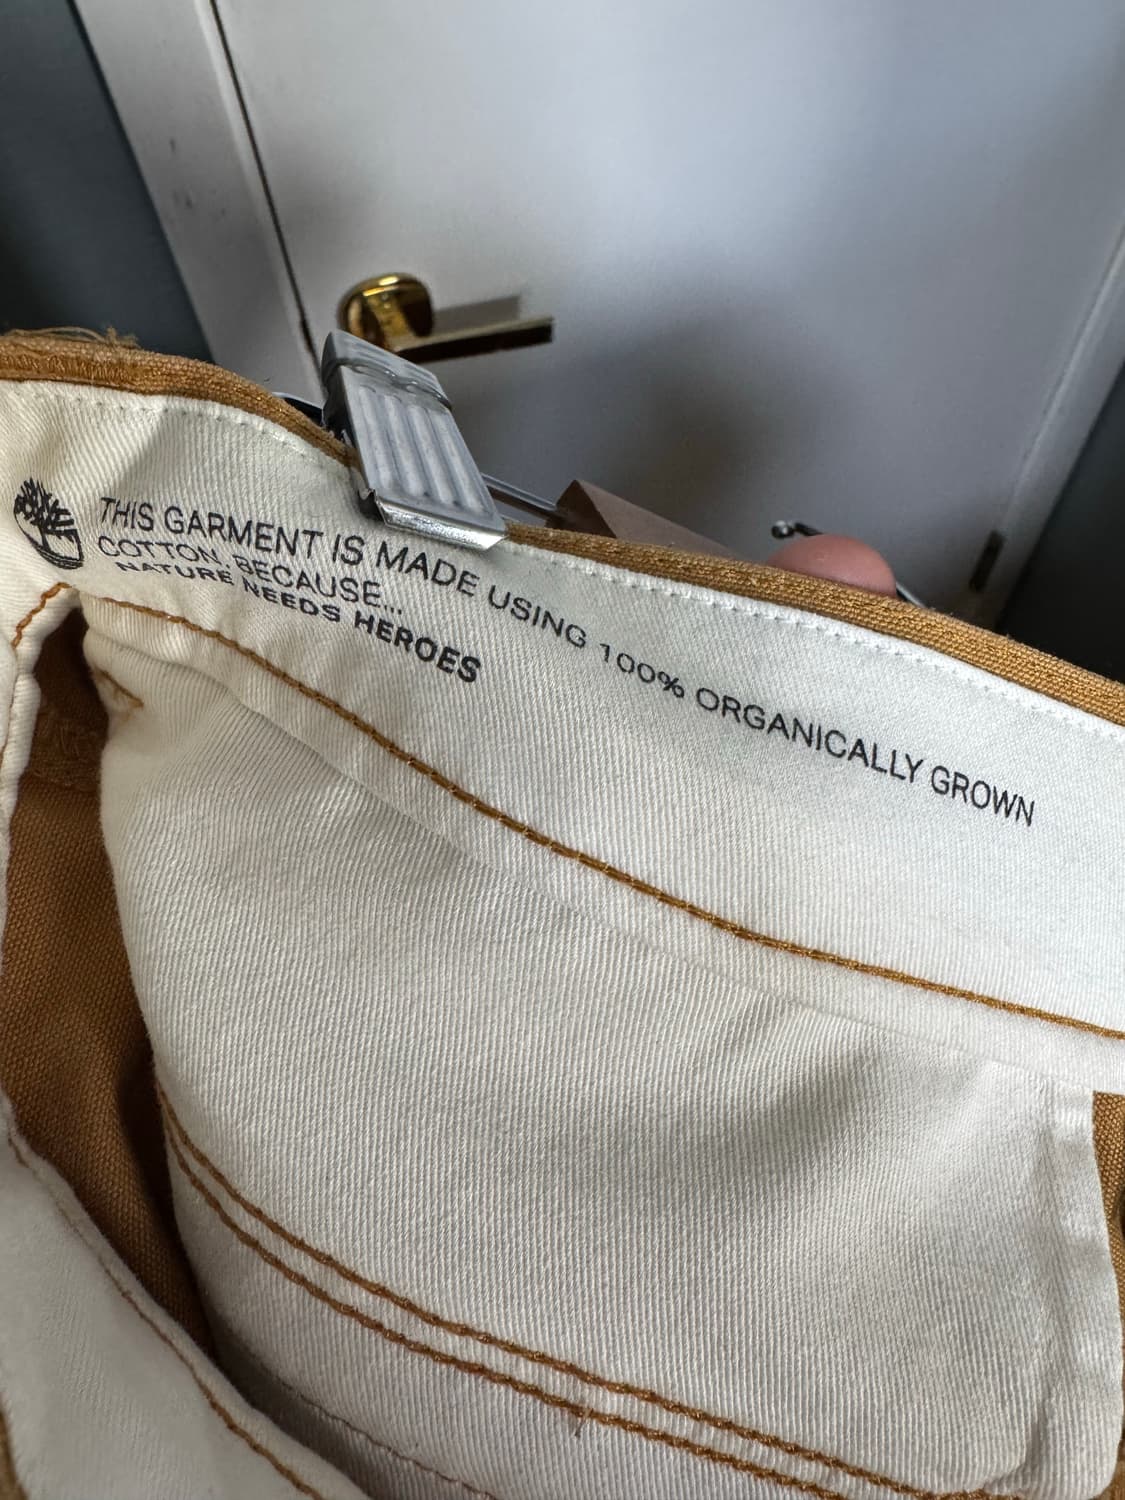 THIS GARMENT IS MADE USING 100% ORGANICALLY GROWN
COTTON, BECAUSE...
NATURE NEEDS HEROES